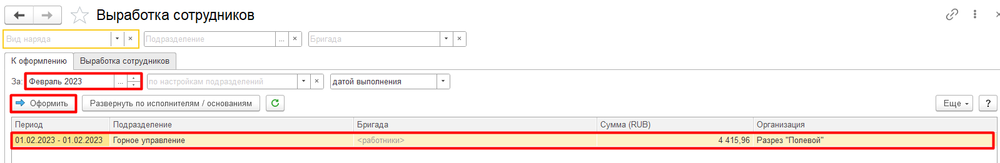 Выработка сотрудников
Вид наряда Подразделение ... Бригада
К оформлению Выработка сотрудников
За: Февраль 2023 ... по настройкам подразделений датой выполнения
Оформить Развернуть по исполнителям / основаниям Еще ?
Период Подразделение Бригада Сумма (RUB) Организация
01.02.2023 - 01.02.2023 Горное управление <работники> 4 415,96 Разрез "Полевой"